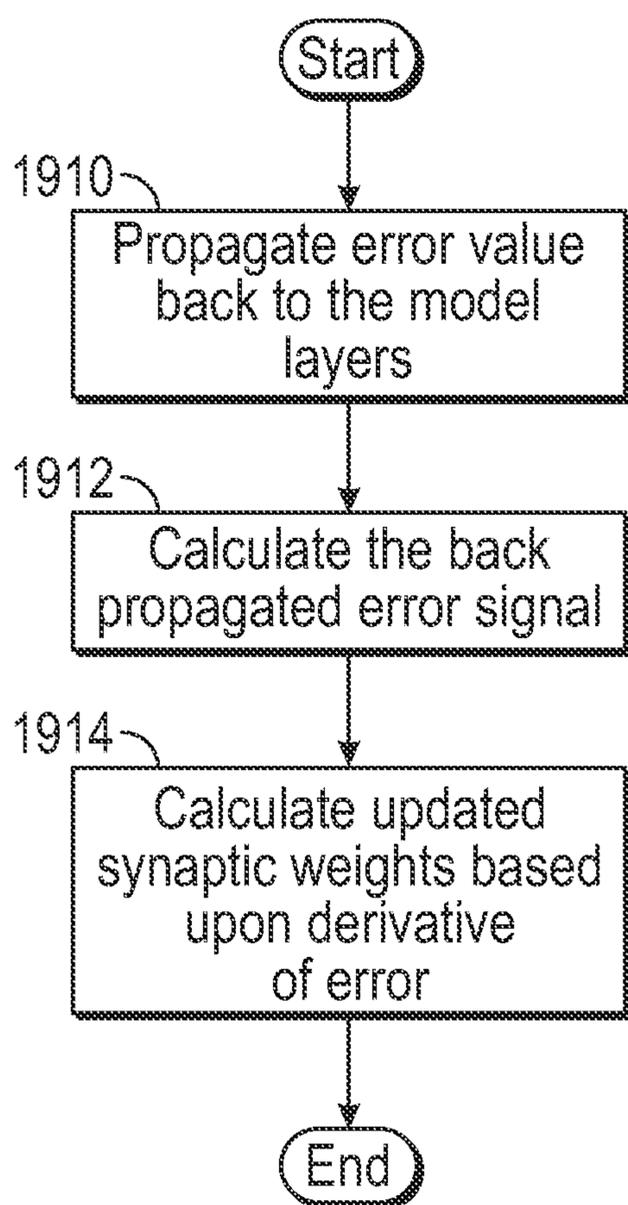 Start
1910
Propagate error value
back to the model
layers
1912
Calculate the back
propagated error signal
1914
Calculate updated
synaptic weights based
upon derivative
of error
End